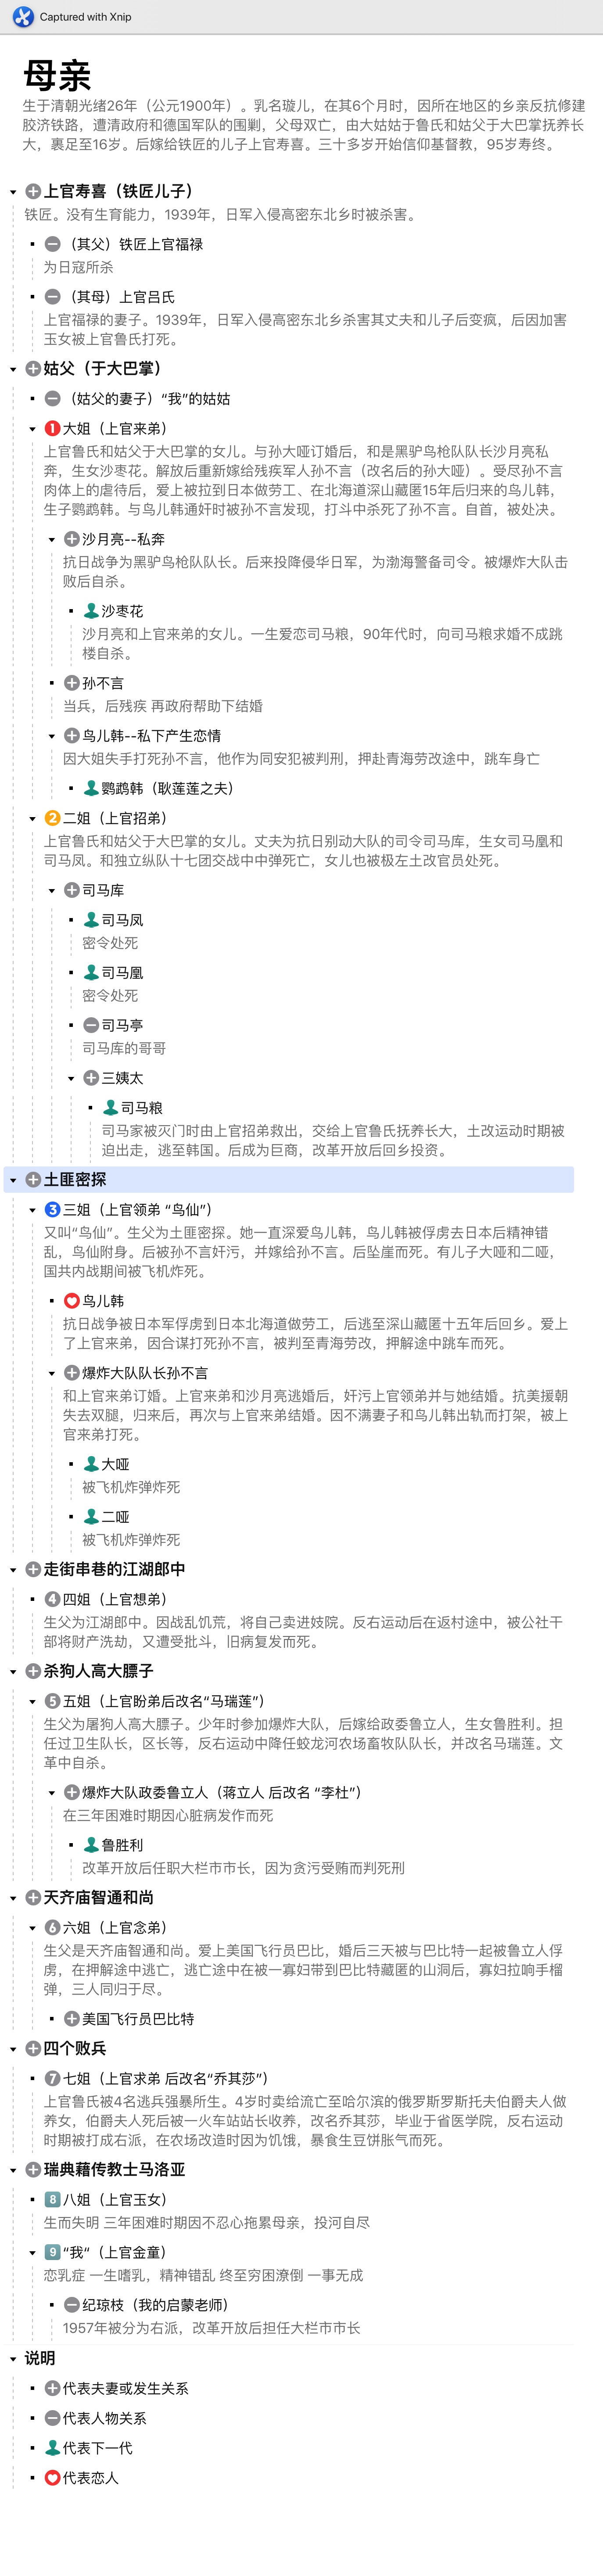 Captured with Xnip
母亲
生于清朝光绪26年（公元1900年）。乳名璇儿，在其6个月时，因所在地区的乡亲反抗修建
胶济铁路，遭清政府和德国军队的围剿，父母双亡，由大姑姑于鲁氏和姑父于大巴掌抚养长
大，裹足至16岁。后嫁给铁匠的儿子上官寿喜。三十多岁开始信仰基督教，95岁寿终。
上官寿喜（铁匠儿子）
铁匠。没有生育能力，1939年，日军入侵高密东北乡时被杀害。
（其父）铁匠上官福禄
为日寇所杀
（其母）上官吕氏
上官福禄的妻子。1939年，日军入侵高密东北乡杀害其丈夫和儿子后变疯，后因加害
玉女被上官鲁氏打死。
姑父（于大巴掌）
（姑父的妻子）“我”的姑姑
1 大姐（上官来弟）
上官鲁氏和姑父于大巴掌的女儿。与孙大哑订婚后，和是黑驴鸟枪队队长沙月亮私
奔，生女沙枣花。解放后重新嫁给残疾军人孙不言（改名后的孙大哑）。受尽孙不言
肉体上的虐待后，爱上被拉到日本做劳工、在北海道深山藏匿15年后归来的鸟儿韩，
生子鹦鹉韩。与鸟儿韩通奸时被孙不言发现，打斗中杀死了孙不言。自首，被处决。
沙月亮--私奔
抗日战争为黑驴鸟枪队队长。后来投降侵华日军，为渤海警备司令。被爆炸大队击
败后自杀。
沙枣花
沙月亮和上官来弟的女儿。一生爱恋司马粮，90年代时，向司马粮求婚不成跳
楼自杀。
孙不言
当兵，后残疾 再政府帮助下结婚
鸟儿韩--私下产生恋情
因大姐失手打死孙不言，他作为同安犯被判刑，押赴青海劳改途中，跳车身亡
鹦鹉韩（耿莲莲之夫）
2 二姐（上官招弟）
上官鲁氏和姑父于大巴掌的女儿。丈夫为抗日别动大队的司令司马库，生女司马凰和
司马凤。和独立纵队十七团交战中中弹死亡，女儿也被极左土改官员处死。
司马库
司马凤
密令处死
司马凰
密令处死
司马亭
司马库的哥哥
三姨太
司马粮
司马家被灭门时由上官招弟救出，交给上官鲁氏抚养长大，土改运动时期被
迫出走，逃至韩国。后成为巨商，改革开放后回乡投资。
土匪密探
3 三姐（上官领弟 “鸟仙”）
又叫“鸟仙”。生父为土匪密探。她一直深爱鸟儿韩，鸟儿韩被俘虏去日本后精神错
乱，鸟仙附身。后被孙不言奸污，并嫁给孙不言。后坠崖而死。有儿子大哑和二哑，
国共内战期间被飞机炸死。
鸟儿韩
抗日战争被日本军俘虏到日本北海道做劳工，后逃至深山藏匿十五年后回乡。爱上
了上官来弟，因合谋打死孙不言，被判至青海劳改，押解途中跳车而死。
爆炸大队队长孙不言
和上官来弟订婚。上官来弟和沙月亮逃婚后，奸污上官领弟并与她结婚。抗美援朝
失去双腿，归来后，再次与上官来弟结婚。因不满妻子和鸟儿韩出轨而打架，被上
官来弟打死。
大哑
被飞机炸弹炸死
二哑
被飞机炸弹炸死
走街串巷的江湖郎中
4 四姐（上官想弟）
生父为江湖郎中。因战乱饥荒，将自己卖进妓院。反右运动后在返村途中，被公社干
部将财产洗劫，又遭受批斗，旧病复发而死。
杀狗人高大膘子
5 五姐（上官盼弟后改名“马瑞莲”）
生父为屠狗人高大膘子。少年时参加爆炸大队，后嫁给政委鲁立人，生女鲁胜利。担
任过卫生队长，区长等，反右运动中降任蛟龙河农场畜牧队队长，并改名马瑞莲。文
革中自杀。
爆炸大队政委鲁立人（蒋立人 后改名 “李杜”）
在三年困难时期因心脏病发作而死
鲁胜利
改革开放后任职大栏市市长，因为贪污受贿而判死刑
天齐庙智通和尚
6 六姐（上官念弟）
生父是天齐庙智通和尚。爱上美国飞行员巴比，婚后三天被与巴比特一起被鲁立人俘
虏，在押解途中逃亡，逃亡途中在被一寡妇带到巴比特藏匿的山洞后，寡妇拉响手榴
弹，三人同归于尽。
美国飞行员巴比特
四个败兵
7 七姐（上官求弟 后改名“乔其莎”）
上官鲁氏被4名逃兵强暴所生。4岁时卖给流亡至哈尔滨的俄罗斯罗斯托夫伯爵夫人做
养女，伯爵夫人死后被一火车站站长收养，改名乔其莎，毕业于省医学院，反右运动
时期被打成右派，在农场改造时因为饥饿，暴食生豆饼胀气而死。
瑞典藉传教士马洛亚
8 八姐（上官玉女）
生而失明 三年困难时期因不忍心拖累母亲，投河自尽
9 “我“（上官金童）
恋乳症 一生嗜乳，精神错乱 终至穷困潦倒 一事无成
纪琼枝（我的启蒙老师）
1957年被分为右派，改革开放后担任大栏市市长
说明
代表夫妻或发生关系
代表人物关系
代表下一代
代表恋人